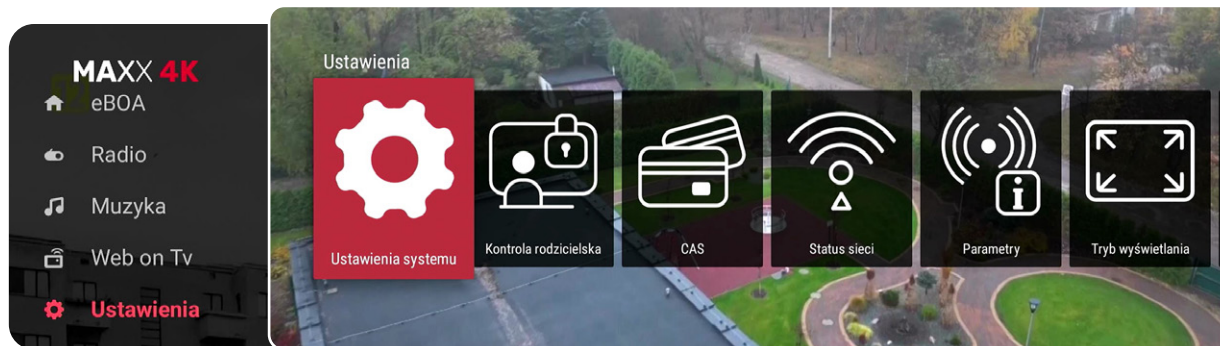 MAXX 4K
eBOA
Radio
Muzyka
Web on Tv
Ustawienia
Ustawienia
Ustawienia systemu
Kontrola rodzicielska
CAS
Status sieci
Parametry
Tryb wyświetlania